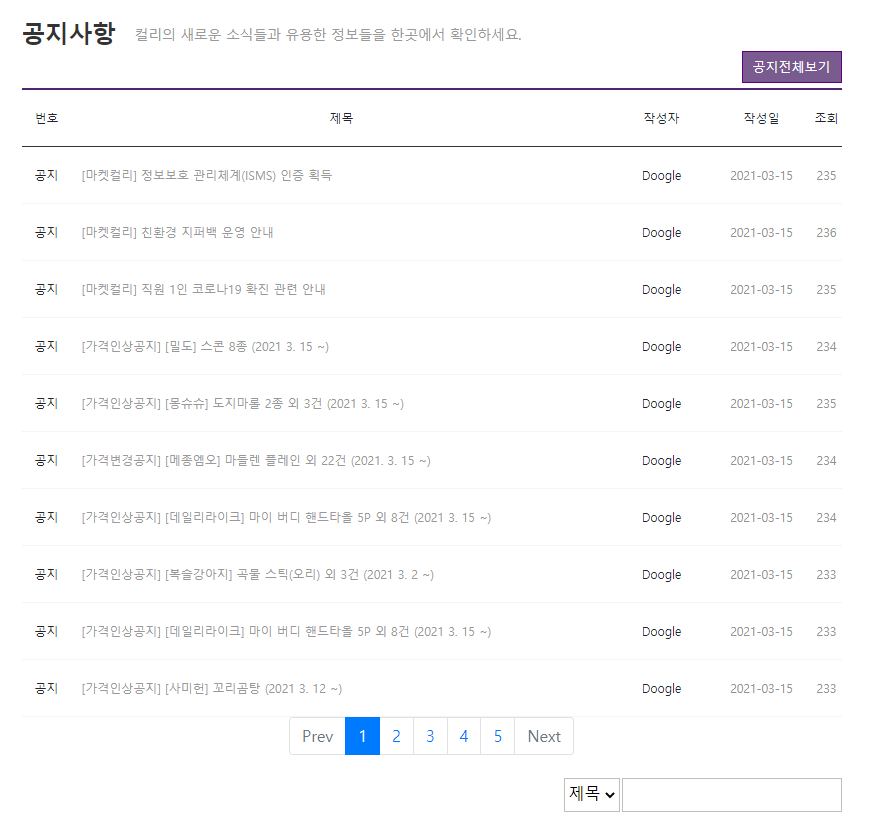 공지사항 컬리의 새로운 소식들과 유용한 정보들을 한곳에서 확인하세요.
공지전체보기
번호 제목 작성자 작성일 조회
공지 [마켓컬리] 정보보호 관리체계(ISMS) 인증 획득 Doogle 2021-03-15 235
공지 [마켓컬리] 친환경 지퍼백 운영 안내 Doogle 2021-03-15 236
공지 [마켓컬리] 직원 1인 코로나19 확진 관련 안내 Doogle 2021-03-15 235
공지 [가격인상공지] [밀도] 스콘 8종 (2021 3. 15 ~) Doogle 2021-03-15 234
공지 [가격인상공지] [몽슈슈] 도지마롤 2종 외 3건 (2021 3. 15 ~) Doogle 2021-03-15 235
공지 [가격변경공지] [메종엠오] 마들렌 플레인 외 22건 (2021. 3. 15 ~) Doogle 2021-03-15 234
공지 [가격인상공지] [데일리라이크] 마이 버디 핸드타올 5P 외 8건 (2021 3. 15 ~) Doogle 2021-03-15 234
공지 [가격인상공지] [복슬강아지] 곡물 스틱(오리) 외 3건 (2021 3. 2 ~) Doogle 2021-03-15 233
공지 [가격인상공지] [데일리라이크] 마이 버디 핸드타올 5P 외 8건 (2021 3. 15 ~) Doogle 2021-03-15 233
공지 [가격인상공지] [사미헌] 꼬리곰탕 (2021 3. 12 ~) Doogle 2021-03-15 233
Prev 1 2 3 4 5 Next
제목